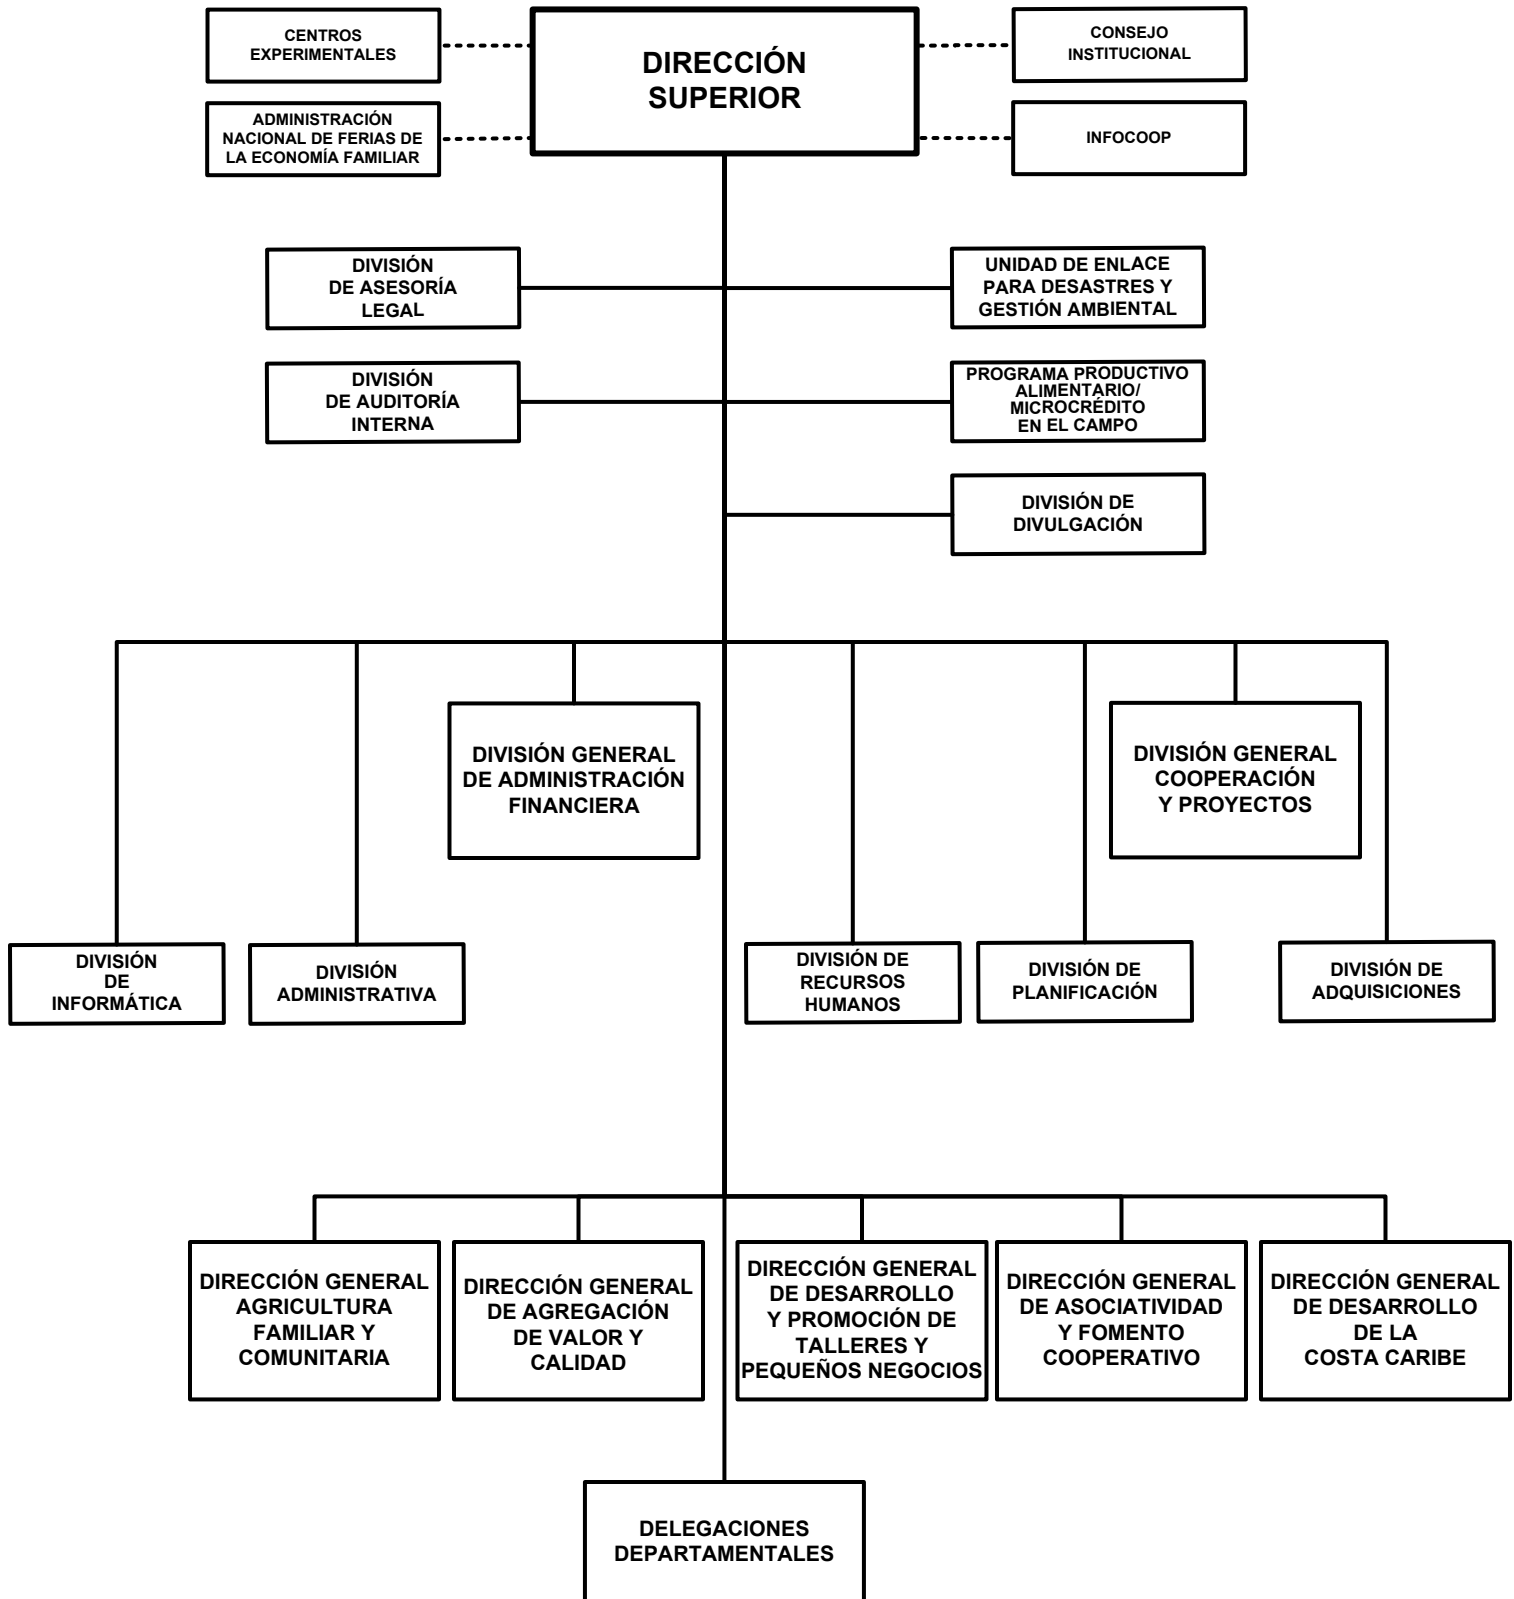 CENTROS
EXPERIMENTALES
DIRECCIÓN
SUPERIOR
CONSEJO
INSTITUCIONAL
ADMINISTRACIÓN
NACIONAL DE FERIAS DE
LA ECONOMÍA FAMILIAR
INFOCOOP
DIVISIÓN
DE ASESORÍA
LEGAL
UNIDAD DE ENLACE
PARA DESASTRES Y
GESTIÓN AMBIENTAL
DIVISIÓN
DE AUDITORÍA
INTERNA
PROGRAMA PRODUCTIVO
ALIMENTARIO/
MICROCRÉDITO
EN EL CAMPO
DIVISIÓN DE
DIVULGACIÓN
DIVISIÓN GENERAL
DE ADMINISTRACIÓN
FINANCIERA
DIVISIÓN GENERAL
COOPERACIÓN
Y PROYECTOS
DIVISIÓN
DE
INFORMÁTICA
DIVISIÓN
ADMINISTRATIVA
DIVISIÓN DE
RECURSOS
HUMANOS
DIVISIÓN DE
PLANIFICACIÓN
DIVISIÓN DE
ADQUISICIONES
DIRECCIÓN GENERAL
AGRICULTURA
FAMILIAR Y
COMUNITARIA
DIRECCIÓN GENERAL
DE AGREGACIÓN
DE VALOR Y
CALIDAD
DIRECCIÓN GENERAL
DE DESARROLLO
Y PROMOCIÓN DE
TALLERES Y
PEQUEÑOS NEGOCIOS
DIRECCIÓN GENERAL
DE ASOCIATIVIDAD
Y FOMENTO
COOPERATIVO
DIRECCIÓN GENERAL
DE DESARROLLO
DE LA
COSTA CARIBE
DELEGACIONES
DEPARTAMENTALES